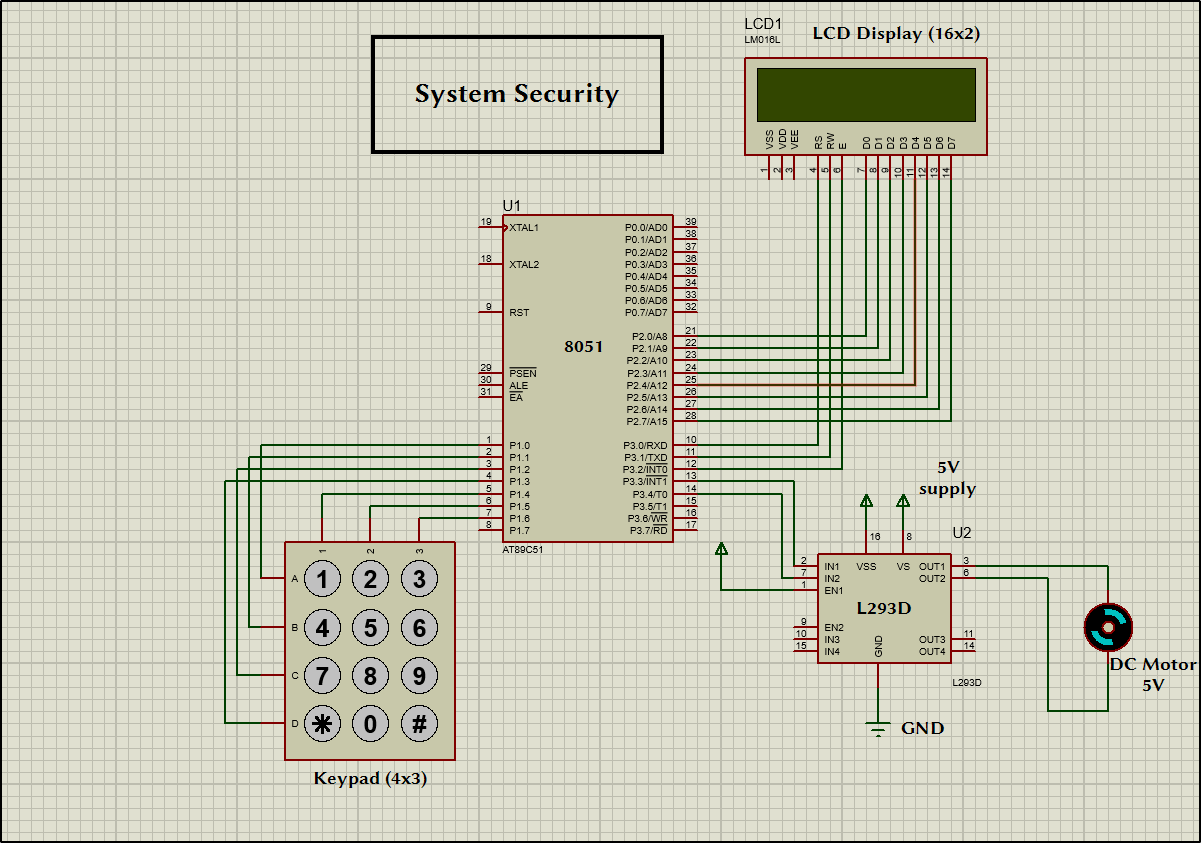 LCD1
LM016L
LCD Display (16x2)
System Security
VSS VDD VEE RS RW E D0 D1 D2 D3 D4 D5 D6 D7
1 2 3 4 5 6 7 8 9 10 11 12 13 14
U1
19 XTAL1 P0.0/AD0 39
P0.1/AD1 38
P0.2/AD2 37
18 XTAL2 P0.3/AD3 36
P0.4/AD4 35
P0.5/AD5 34
P0.6/AD6 33
9 RST P0.7/AD7 32
P2.0/A8 21
8051 P2.1/A9 22
P2.2/A10 23
29 PSEN P2.3/A11 24
30 ALE P2.4/A12 25
31 EA P2.5/A13 26
P2.6/A14 27
P2.7/A15 28
1 P1.0 P3.0/RXD 10
2 P1.1 P3.1/TXD 11
3 P1.2 P3.2/INT0 12
4 P1.3 P3.3/INT1 13
5 P1.4 P3.4/T0 14
6 P1.5 P3.5/T1 15
7 P1.6 P3.6/WR 16
8 P1.7 P3.7/RD 17
AT89C51
5V
supply
U2
16 8
2 IN1 VSS VS OUT1 3
7 IN2 OUT2 6
1 EN1
L293D
9 EN2
10 IN3 OUT3 11
15 IN4 GND OUT4 14
L293D
DC Motor
5V
GND
1 2 3
A 1 2 3
B 4 5 6
C 7 8 9
D * 0 #
Keypad (4x3)